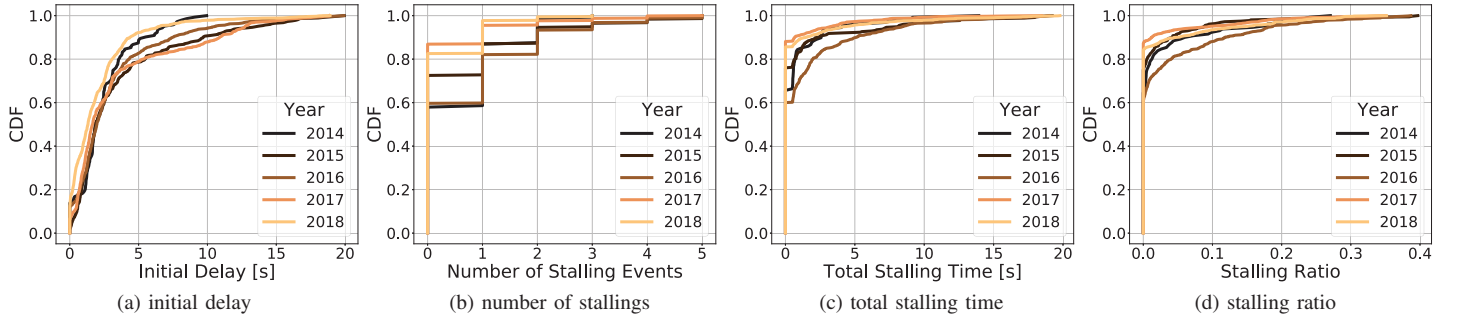 1.0
0.8
0.6
0.4
0.2
0.0
CDF
Year
2014
2015
2016
2017
2018
0 5 10 15 20
Initial Delay [s]
(a) initial delay
1.0
0.8
0.6
0.4
0.2
0.0
CDF
Year
2014
2015
2016
2017
2018
0 1 2 3 4 5
Number of Stalling Events
(b) number of stallings
1.0
0.8
0.6
0.4
0.2
0.0
CDF
Year
2014
2015
2016
2017
2018
0 5 10 15 20
Total Stalling Time [s]
(c) total stalling time
1.0
0.8
0.6
0.4
0.2
0.0
CDF
Year
2014
2015
2016
2017
2018
0.0 0.1 0.2 0.3 0.4
Stalling Ratio
(d) stalling ratio